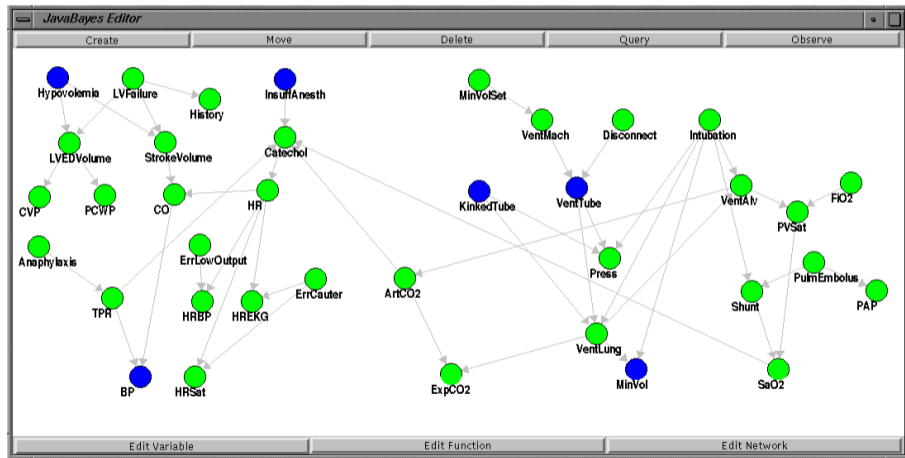 JavaBayes Editor
Create Move Delete Query Observe
Hypovolemia LVFailure InsuffAnesth MinVolSet
History
VentMach Disconnect Intubation
LVEDVolume StrokeVolume Catechol
CVP PCWP CO HR KinkedTube VentTube VentAlv FiO2
PVSat
Anaphylaxis ErrLowOutput Press
ErrCauter ArtCO2 PulmEmbolus
TPR HRBP HREKG Shunt PAP
VentLung
BP HRSat ExpCO2 MinVol SaO2
Edit Variable Edit Function Edit Network